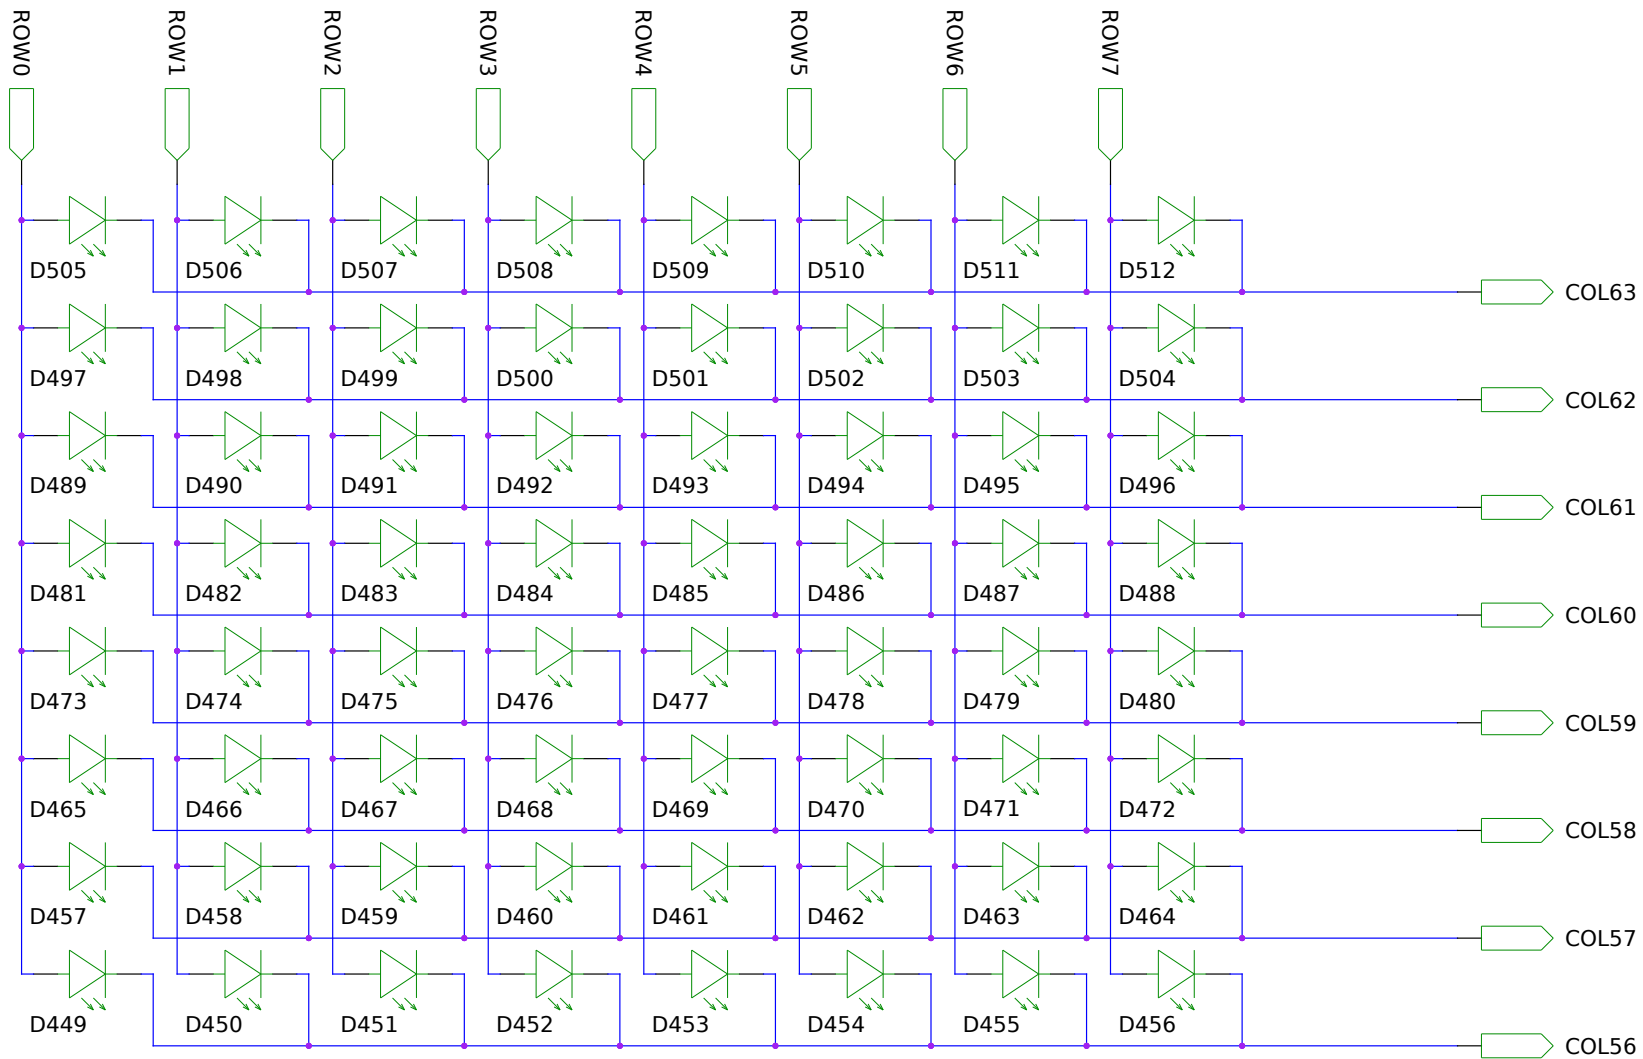 ROW0 ROW1 ROW2 ROW3 ROW4 ROW5 ROW6 ROW7
D505 D506 D507 D508 D509 D510 D511 D512
COL63
D497 D498 D499 D500 D501 D502 D503 D504
COL62
D489 D490 D491 D492 D493 D494 D495 D496
COL61
D481 D482 D483 D484 D485 D486 D487 D488
COL60
D473 D474 D475 D476 D477 D478 D479 D480
COL59
D465 D466 D467 D468 D469 D470 D471 D472
COL58
D457 D458 D459 D460 D461 D462 D463 D464
COL57
D449 D450 D451 D452 D453 D454 D455 D456
COL56